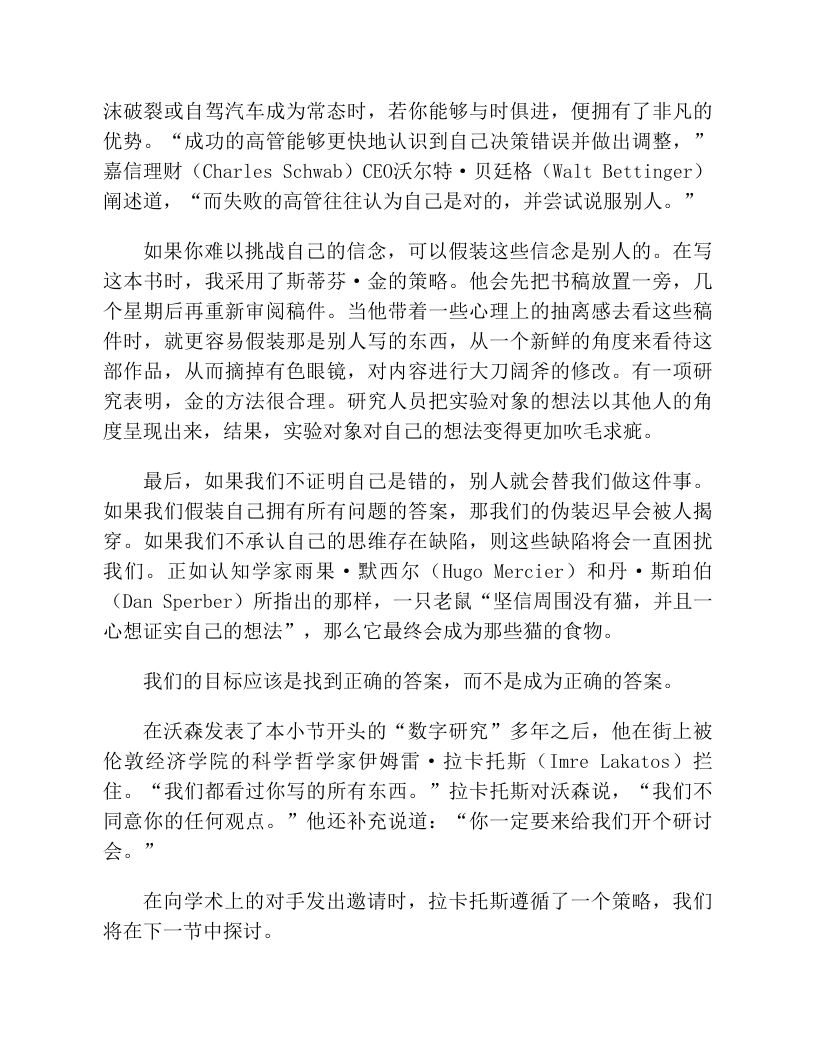 沫破裂或自驾汽车成为常态时，若你能够与时俱进，便拥有了非凡的
优势。“成功的高管能够更快地认识到自己决策错误并做出调整，”
嘉信理财（Charles Schwab）CEO沃尔特·贝廷格（Walt Bettinger）
阐述道，“而失败的高管往往认为自己是对的，并尝试说服别人。”
如果你难以挑战自己的信念，可以假装这些信念是别人的。在写
这本书时，我采用了斯蒂芬·金的策略。他会先把书稿放置一旁，几
个星期后再重新审阅稿件。当他带着一些心理上的抽离感去看这些稿
件时，就更容易假装那是别人写的东西，从一个新鲜的角度来看待这
部作品，从而摘掉有色眼镜，对内容进行大刀阔斧的修改。有一项研
究表明，金的方法很合理。研究人员把实验对象的想法以其他人的角
度呈现出来，结果，实验对象对自己的想法变得更加吹毛求疵。
最后，如果我们不证明自己是错的，别人就会替我们做这件事。
如果我们假装自己拥有所有问题的答案，那我们的伪装迟早会被人揭
穿。如果我们不承认自己的思维存在缺陷，则这些缺陷将会一直困扰
我们。正如认知学家雨果·默西尔（Hugo Mercier）和丹·斯珀伯
（Dan Sperber）所指出的那样，一只老鼠“坚信周围没有猫，并且一
心想证实自己的想法”，那么它最终会成为那些猫的食物。
我们的目标应该是找到正确的答案，而不是成为正确的答案。
在沃森发表了本小节开头的“数字研究”多年之后，他在街上被
伦敦经济学院的科学哲学家伊姆雷·拉卡托斯（Imre Lakatos）拦
住。“我们都看过你写的所有东西。”拉卡托斯对沃森说，“我们不
同意你的任何观点。”他还补充说道：“你一定要来给我们开个研讨
会。”
在向学术上的对手发出邀请时，拉卡托斯遵循了一个策略，我们
将在下一节中探讨。